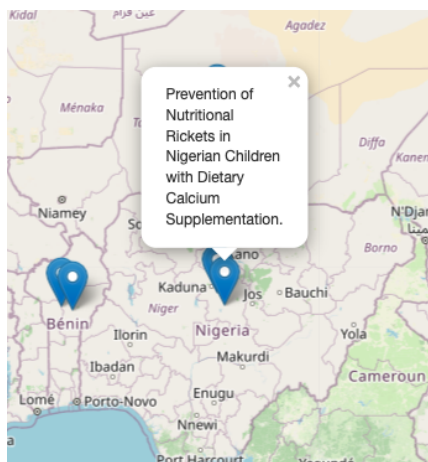 Kidal
عين قزام
Agadez
Prevention of
Nutritional
Rickets in
Nigerian Children
with Dietary
Calcium
Supplementation.
×
Ménaka
Diffa
Kanem
Niamey
N'Dja
Borno
Kaduna
Niger
Jos
Bauchi
Bénin
Ilorin
Nigeria
Yola
Ibadan
Makurdi
Cameroun
Enugu
Lomé
Porto-Novo
Nnewi
Port Harcourt